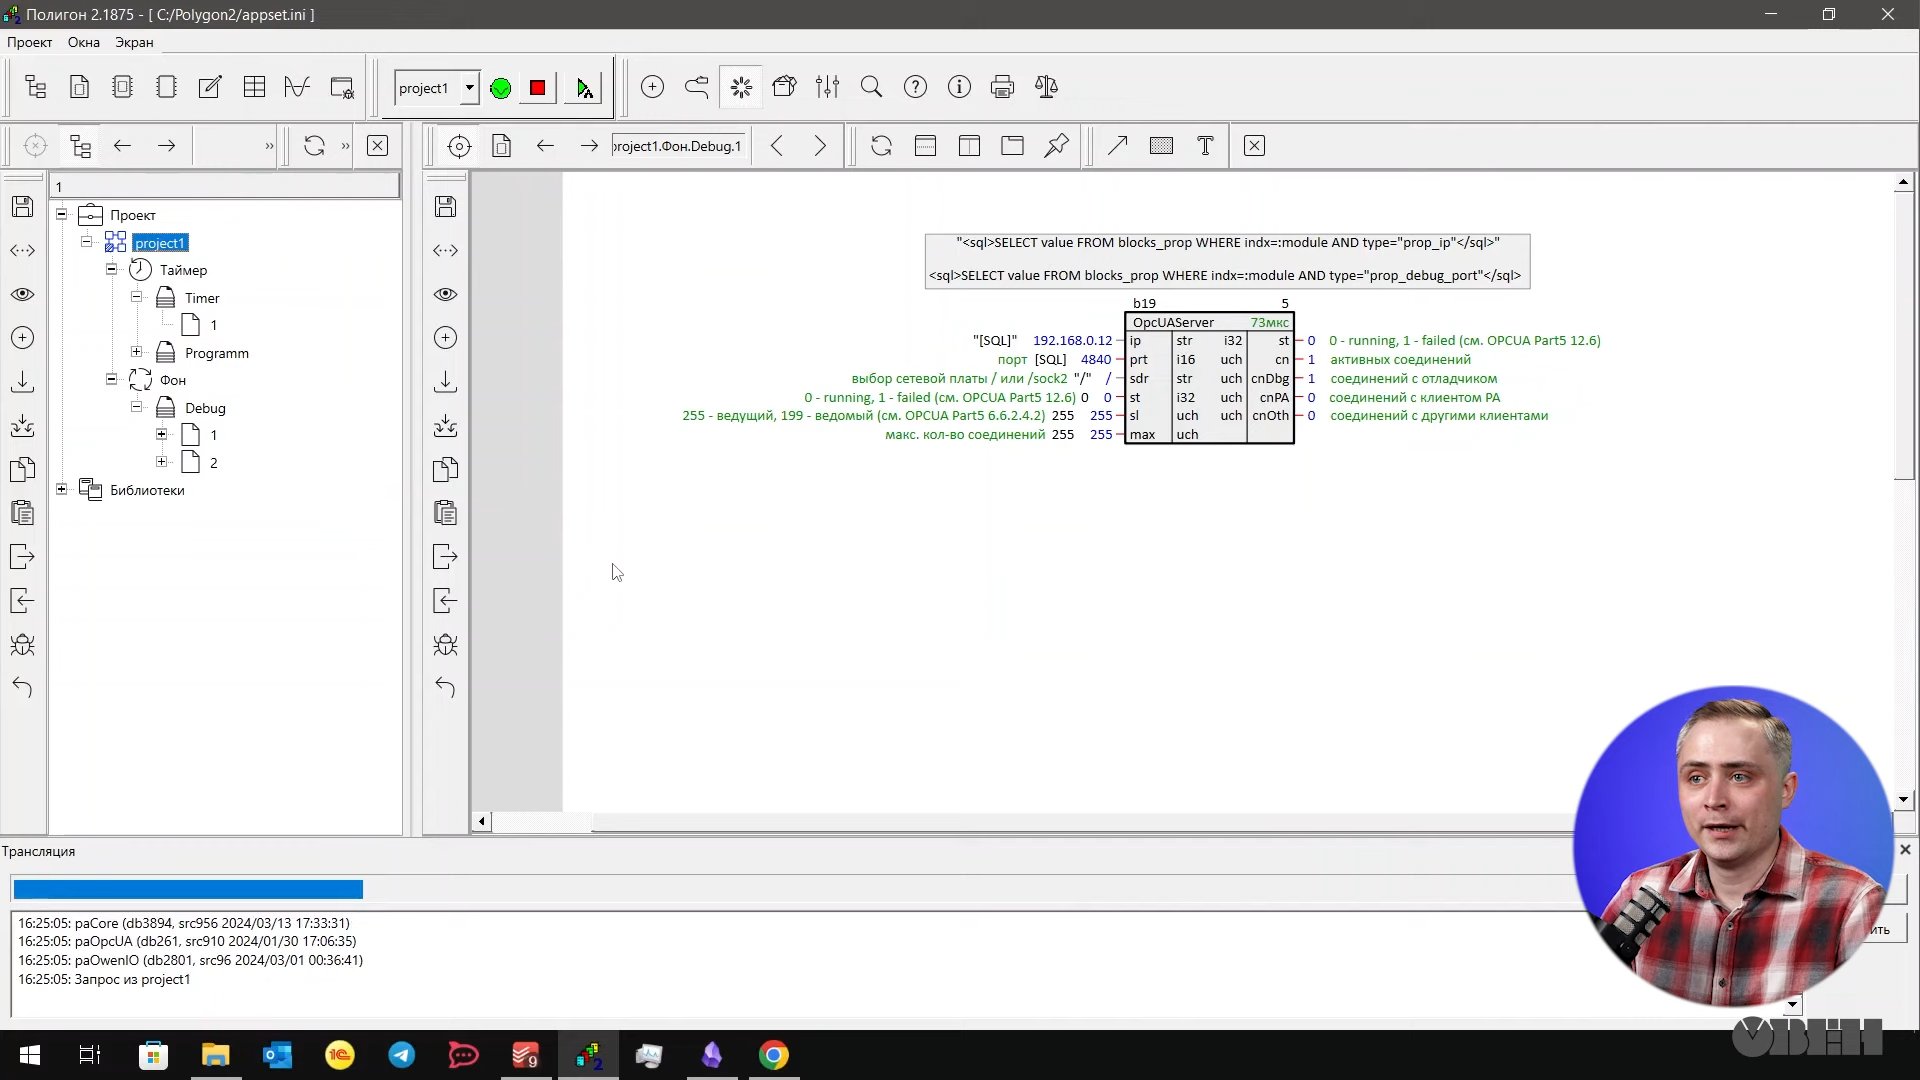 Полигон 2.1875 - [ C:/Polygon2/appset.ini ]
Проект Окна Экран
project1
project1.Фон.Debug.1
1
Проект
project1
Таймер
Timer
1
Programm
Фон
Debug
1
2
Библиотеки
"<sql>SELECT value FROM blocks_prop WHERE indx=:module AND type="prop_ip"</sql>"
<sql>SELECT value FROM blocks_prop WHERE indx=:module AND type="prop_debug_port"</sql>
b19 5
OpcUAServer 73мкс
"[SQL]" 192.168.0.12 ip str i32 st 0 0 - running, 1 - failed (см. OPCUA Part5 12.6)
порт [SQL] 4840 prt i16 uch cn 1 активных соединений
выбор сетевой платы / или /sock2 "/" / sdr str uch cnDbg 1 соединений с отладчиком
0 - running, 1 - failed (см. OPCUA Part5 12.6) 0 0 st i32 uch cnPA 0 соединений с клиентом PA
255 - ведущий, 199 - ведомый (см. OPCUA Part5 6.6.2.4.2) 255 255 sl uch uch cnOth 0 соединений с другими клиентами
макс. кол-во соединений 255 255 max uch
Трансляция
16:25:05: paCore (db3894, src956 2024/03/13 17:33:31)
16:25:05: paOpcUA (db261, src910 2024/01/30 17:06:35)
16:25:05: paOwenIO (db2801, src96 2024/03/01 00:36:41)
16:25:05: Запрос из project1
ить
ОВЕН
9
2